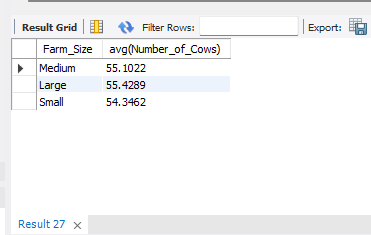 Result Grid Filter Rows: Export:
Farm_Size avg(Number_of_Cows)
Medium 55.1022
Large 55.4289
Small 54.3462
Result 27 ×